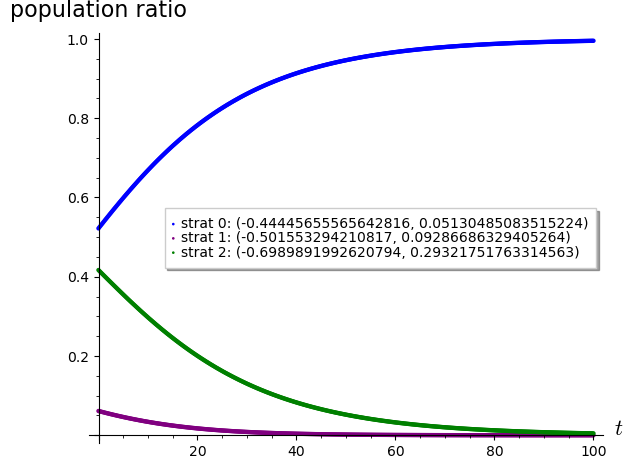 population ratio
1.0
0.8
0.6
strat 0: (-0.44445655565642816, 0.05130485083515224)
strat 1: (-0.501553294210817, 0.09286686329405264)
strat 2: (-0.6989891992620794, 0.29321751763314563)
0.4
0.2
20 40 60 80 100 t